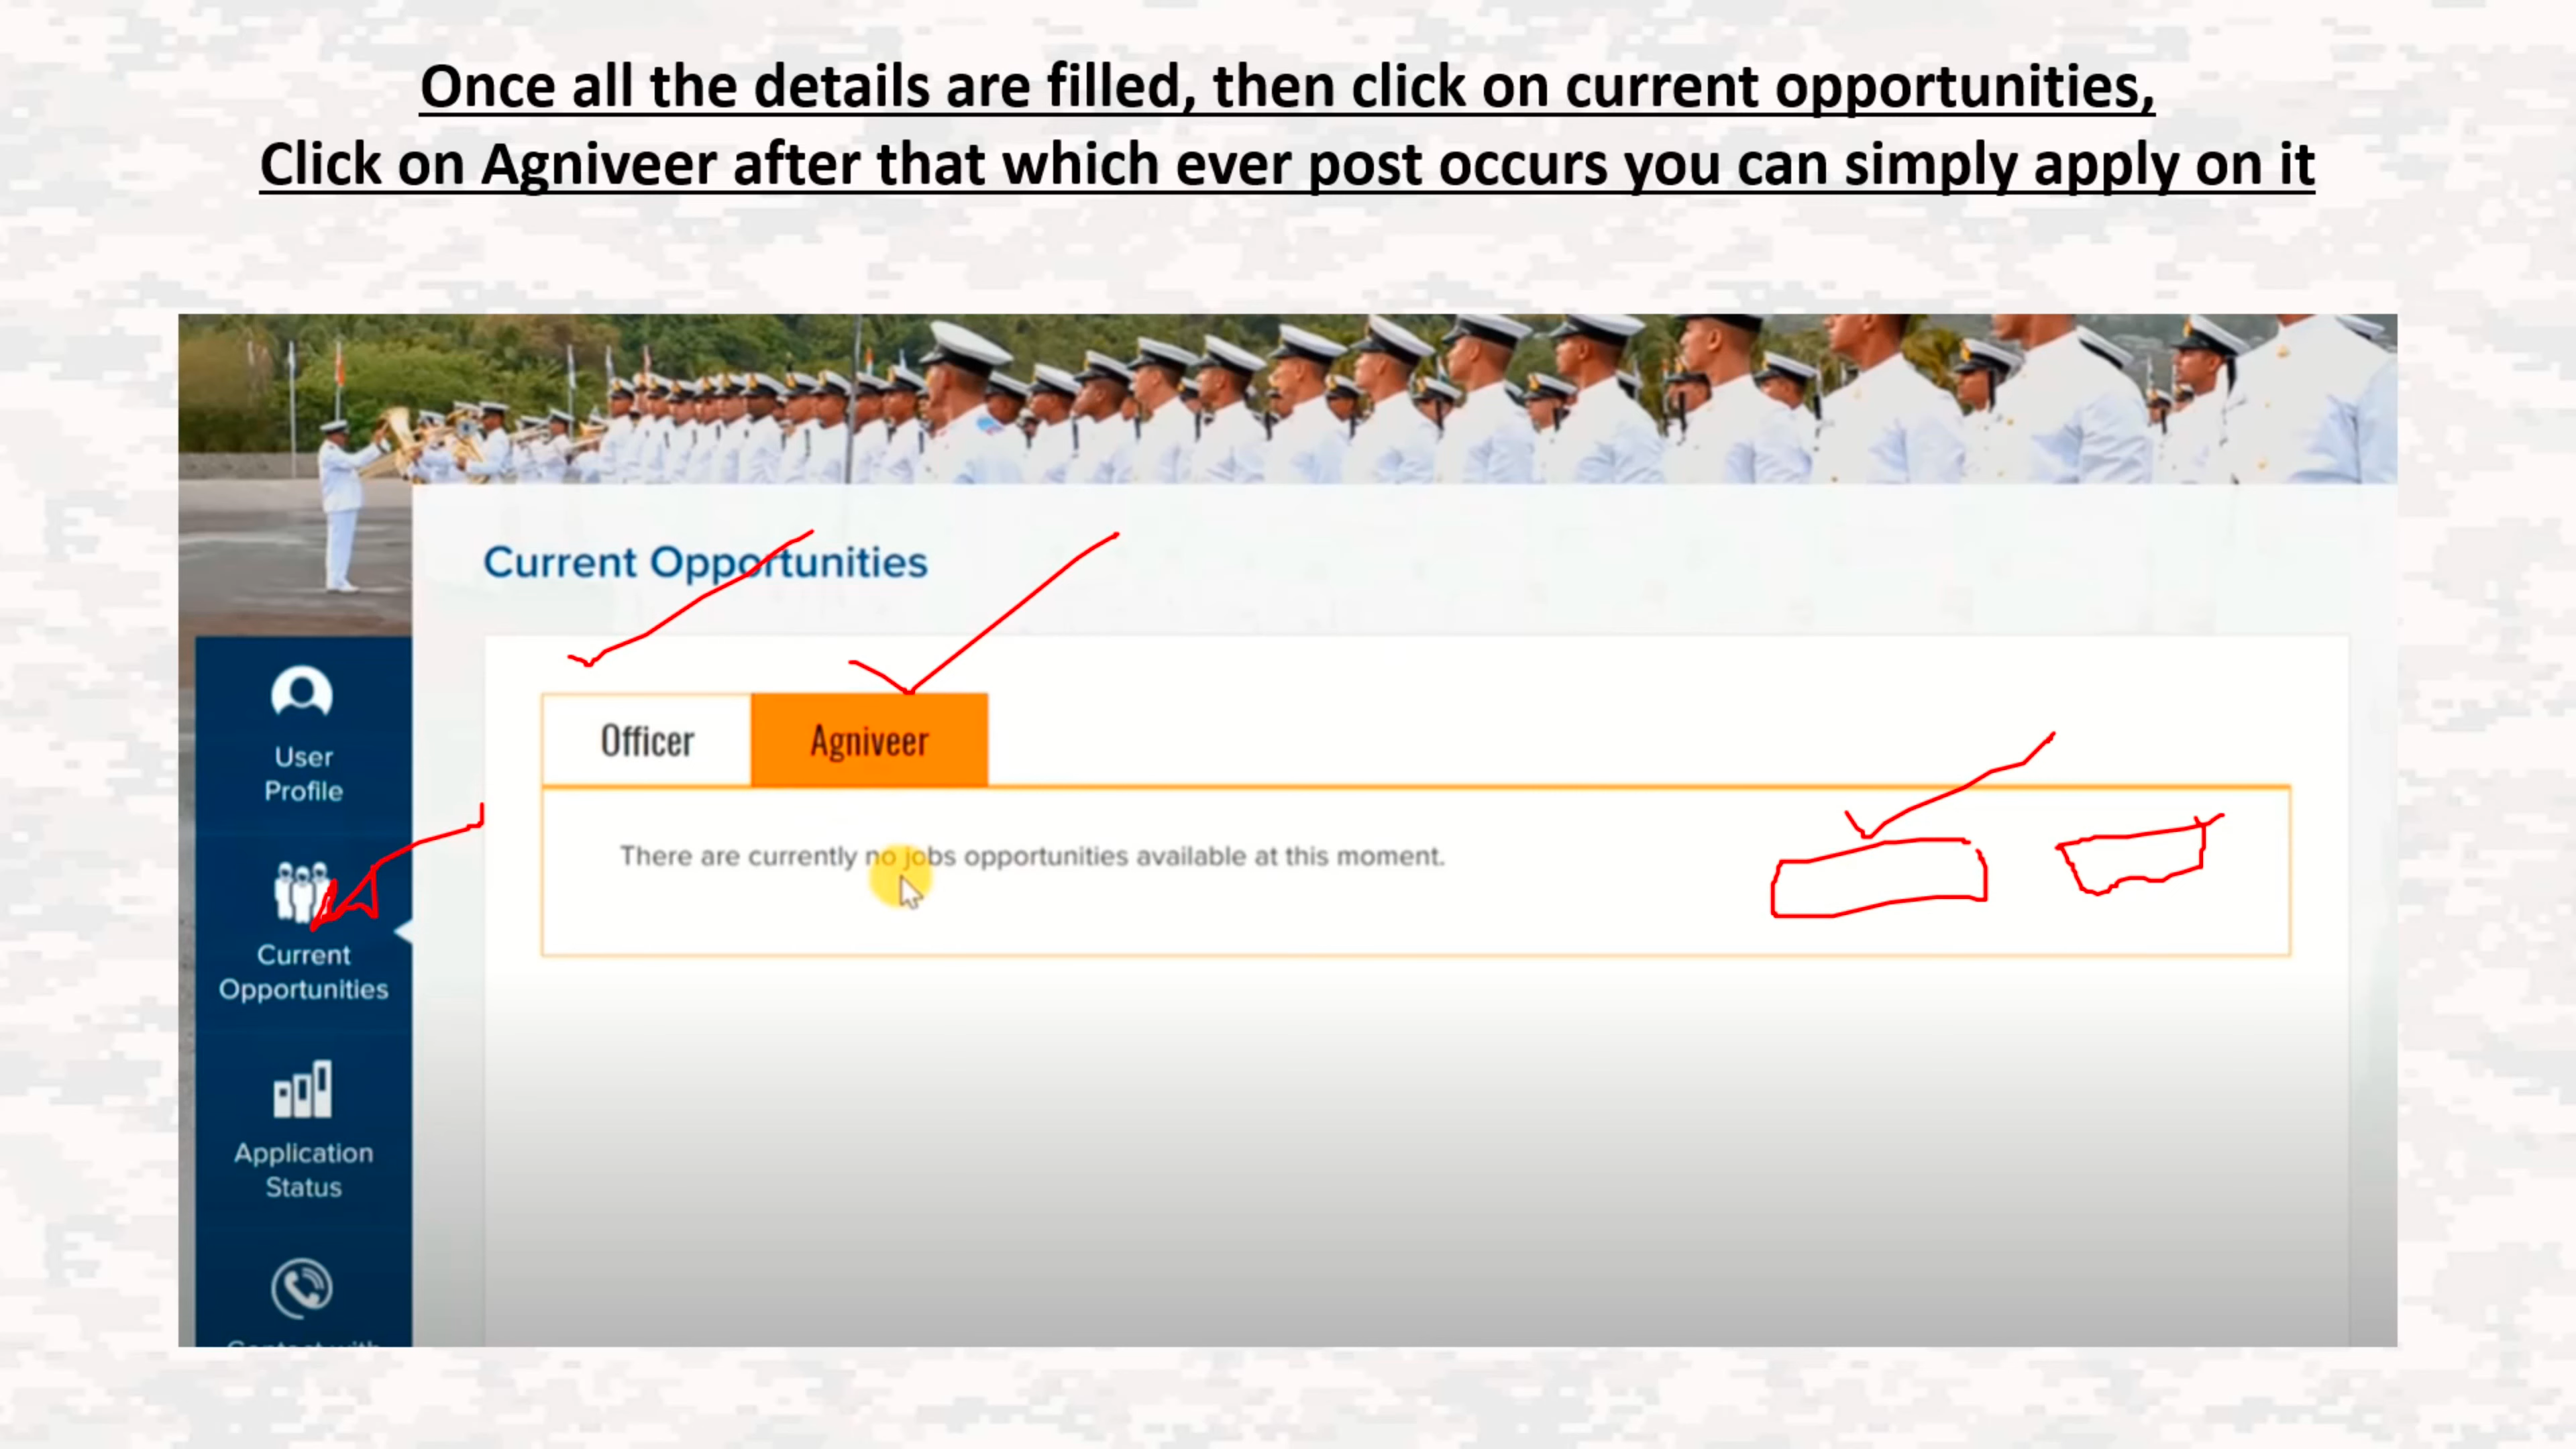 Once all the details are filled, then click on current opportunities,
Click on Agniveer after that which ever post occurs you can simply apply on it
Current Opportunities
User
Profile
Officer
Agniveer
There are currently no jobs opportunities available at this moment.
Current
Opportunities
Application
Status
Contact with